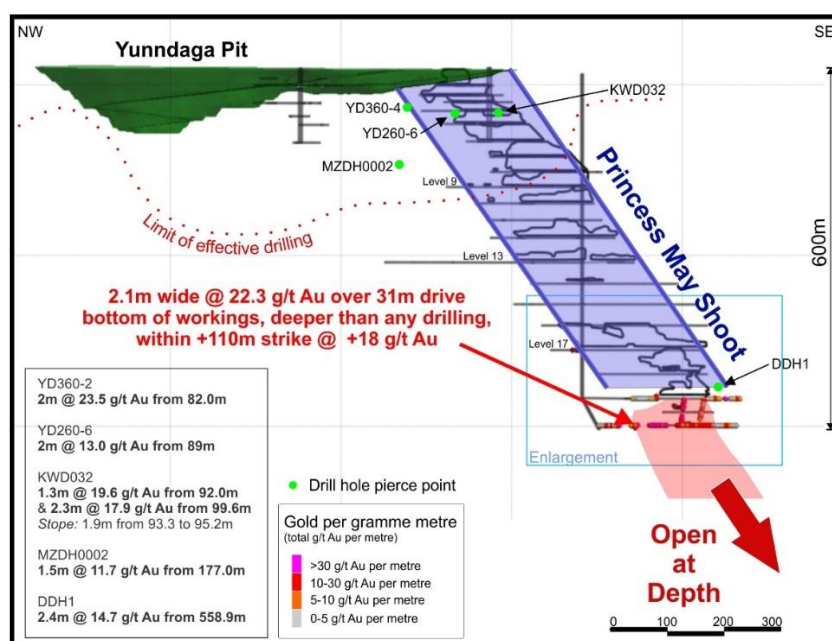 NW
SE
Yunndaga Pit
YD360-4
KWD032
YD260-6
MZDH0002
Level 9
Limit of effective drilling
Princess May Shoot
600m
Level 13
2.1m wide @ 22.3 g/t Au over 31m drive
bottom of workings, deeper than any drilling,
within +110m strike @ +18 g/t Au
Level 17
DDH1
Enlargement
YD360-2
2m @ 23.5 g/t Au from 82.0m
YD260-6
2m @ 13.0 g/t Au from 89m
KWD032
1.3m @ 19.6 g/t Au from 92.0m
& 2.3m @ 17.9 g/t Au from 99.6m
Stope: 1.9m from 93.3 to 95.2m
MZDH0002
1.5m @ 11.7 g/t Au from 177.0m
DDH1
2.4m @ 14.7 g/t Au from 558.9m
Drill hole pierce point
Gold per gramme metre
(total g/t Au per metre)
>30 g/t Au per metre
10-30 g/t Au per metre
5-10 g/t Au per metre
0-5 g/t Au per metre
Open
at
Depth
0 100 200 300